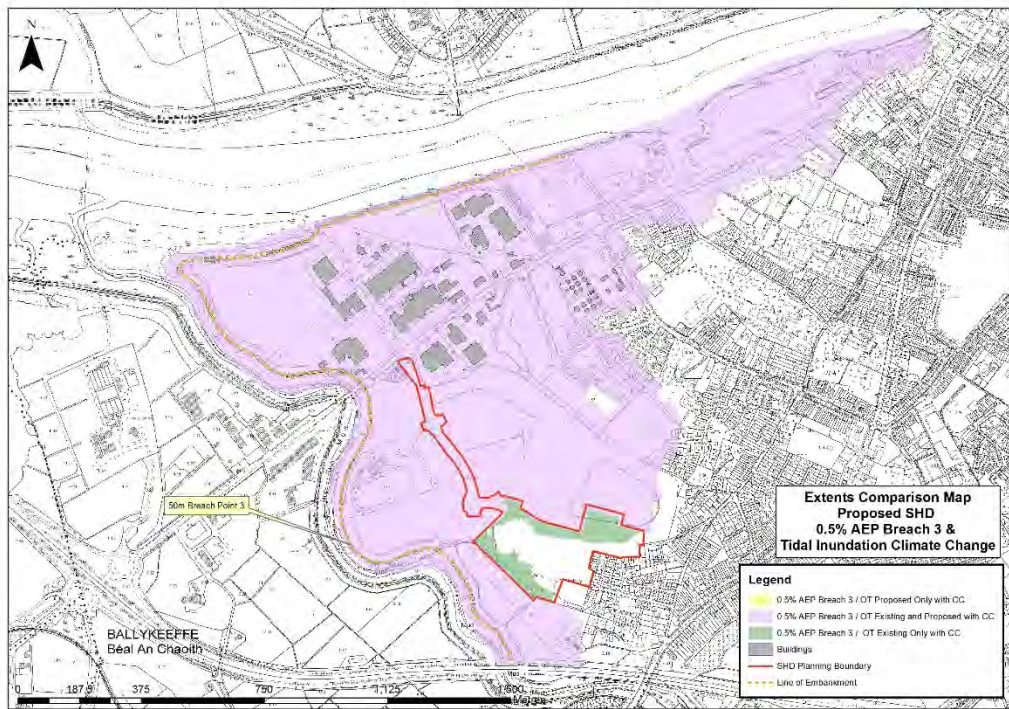 N
50m Breach Point 3
BALLYKEEFFE
Béal An Chaoith
0 187.5 375 750 1,125 1,500
Extents Comparison Map
Proposed SHD
0.5% AEP Breach 3 &
Tidal Inundation Climate Change
Legend
0.5% AEP Breach 3 / OT Proposed Only with CC
0.5% AEP Breach 3 / OT Existing and Proposed with CC
0.5% AEP Breach 3 / OT Existing Only with CC
Buildings
SHD Planning Boundary
Line of Embankment